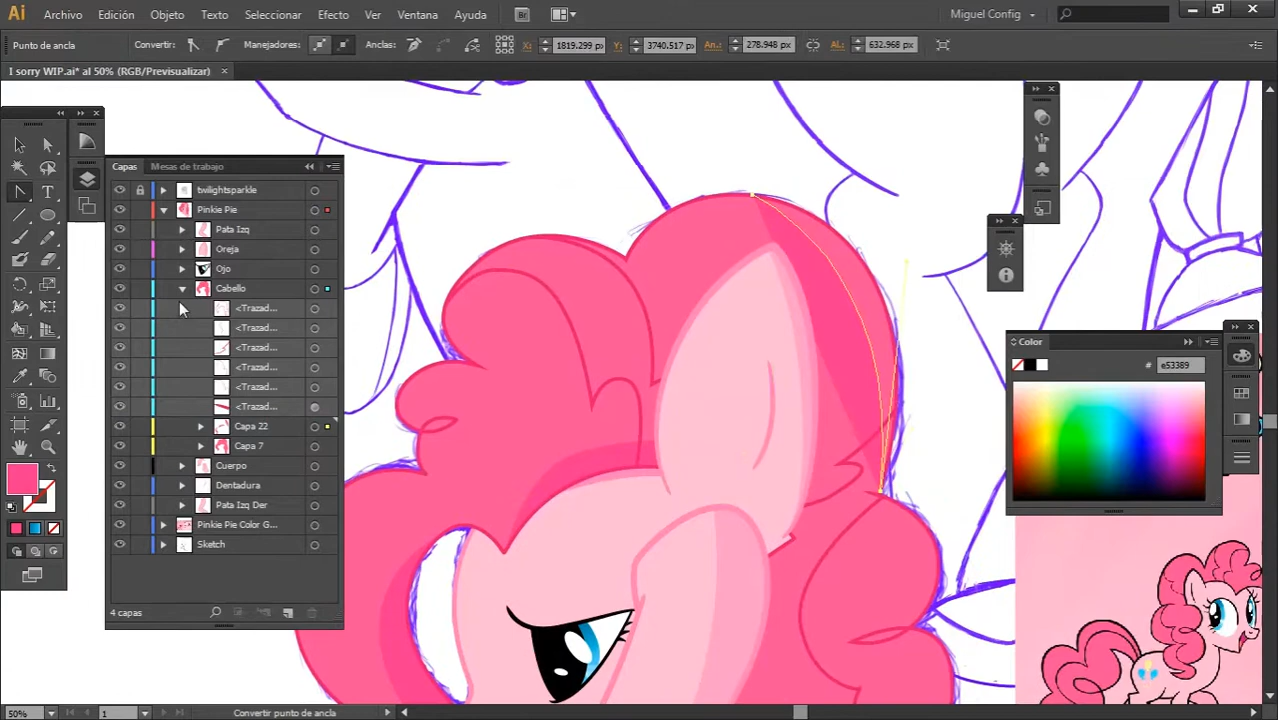 Ai Archivo Edición Objeto Texto Seleccionar Efecto Ver Ventana Ayuda Br Miguel Config
Punto de ancla Convertir: Manejadores: Anclas: X: 1819.299 px Y: 3740.517 px An.: 278.948 px AL: 632.968 px
I sorry WIP.ai* al 50% (RGB/Previsualizar)
Capas Mesas de trabajo
twilightsparkle
Pinkie Pie
Pata Izq
Oreja
Ojo
Cabello
<Trazad...
<Trazad...
<Trazad...
<Trazad...
<Trazad...
<Trazad...
Capa 22
Capa 7
Cuerpo
Dentadura
Pata Izq Der
Pinkie Pie Color G...
Sketch
4 capas
Color
# e53389
50% 1 Convertir punto de ancla